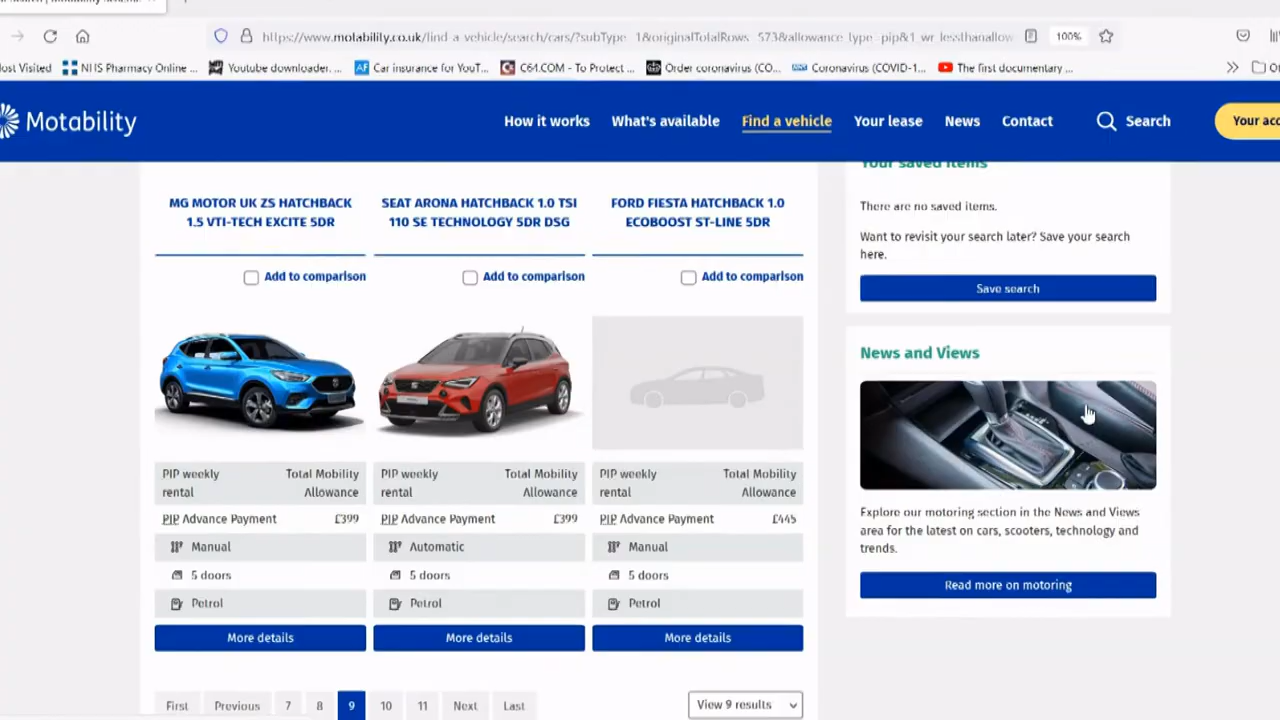 https://www.motability.co.uk/find a vehicle/search/cars/?subType 1&originalTotalRows 573&allowance type pip&1 wr lessthanallow
100%
Most Visited
NHS Pharmacy Online ...
Youtube downloader. ...
Car insurance for YouT...
C64.COM - To Protect ...
Order coronavirus (CO...
Coronavirus (COVID-1...
The first documentary ...
Motability
How it works
What's available
Find a vehicle
Your lease
News
Contact
Search
Your acc
MG MOTOR UK ZS HATCHBACK
1.5 VTI-TECH EXCITE 5DR
SEAT ARONA HATCHBACK 1.0 TSI
110 SE TECHNOLOGY 5DR DSG
FORD FIESTA HATCHBACK 1.0
ECOBOOST ST-LINE 5DR
Add to comparison
Add to comparison
Add to comparison
PIP weekly
rental
Total Mobility
Allowance
PIP weekly
rental
Total Mobility
Allowance
PIP weekly
rental
Total Mobility
Allowance
PIP Advance Payment £399
PIP Advance Payment £399
PIP Advance Payment £445
Manual
Automatic
Manual
5 doors
5 doors
5 doors
Petrol
Petrol
Petrol
More details
More details
More details
First Previous 7 8 9 10 11 Next Last
View 9 results
Your saved items
There are no saved items.
Want to revisit your search later? Save your search
here.
Save search
News and Views
Explore our motoring section in the News and Views
area for the latest on cars, scooters, technology and
trends.
Read more on motoring